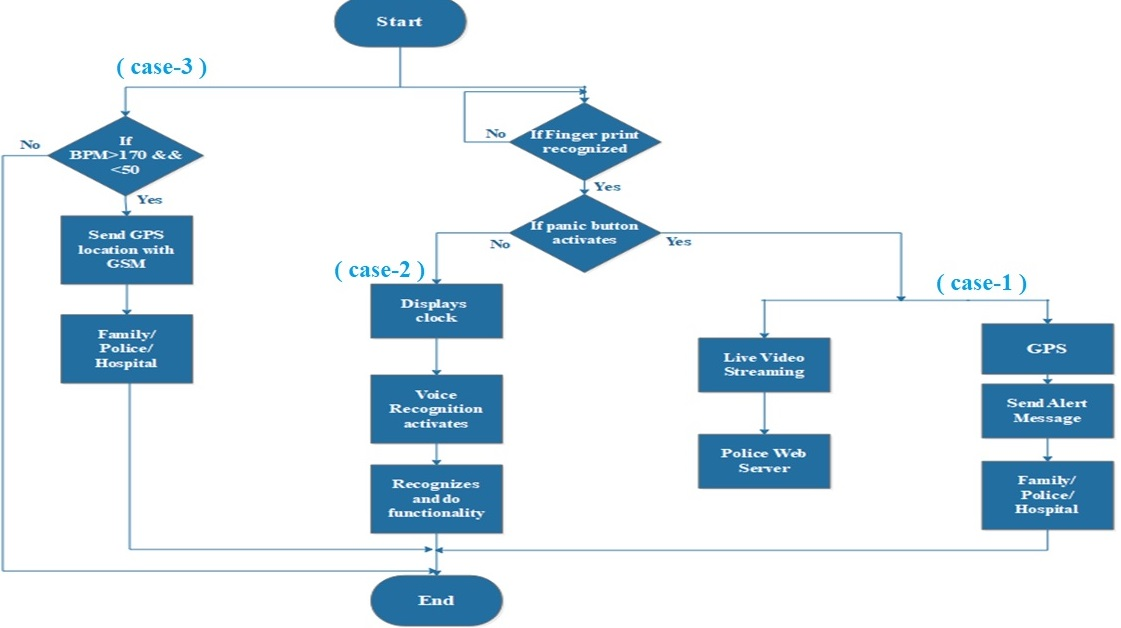 Start
( case-3 )
If
BPM>170 &&
<50
No
Yes
Send GPS
location with
GSM
Family/
Police/
Hospital
If Finger print
recognized
No
Yes
If panic button
activates
No
Yes
( case-2 )
Displays
clock
Voice
Recognition
activates
Recognizes
and do
functionality
( case-1 )
Live Video
Streaming
Police Web
Server
GPS
Send Alert
Message
Family/
Police/
Hospital
End